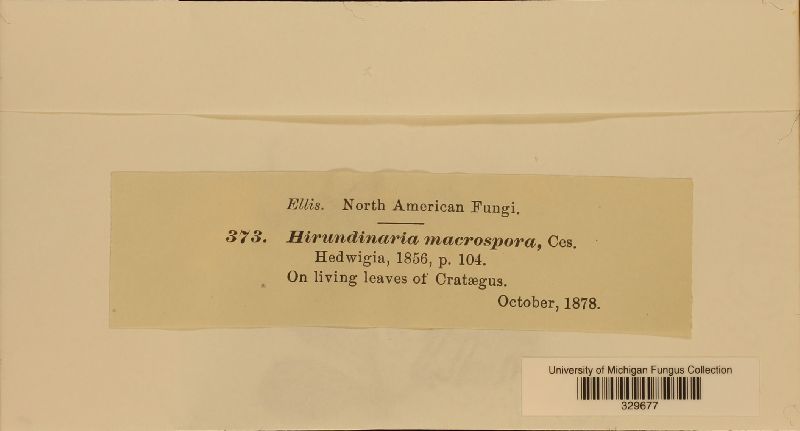 Ellis. North American Fungi.
373. Hirundinaria macrospora, Ces.
Hedwigia, 1856, p. 104.
On living leaves of Cratægus.
October, 1878.
University of Michigan Fungus Collection
329677